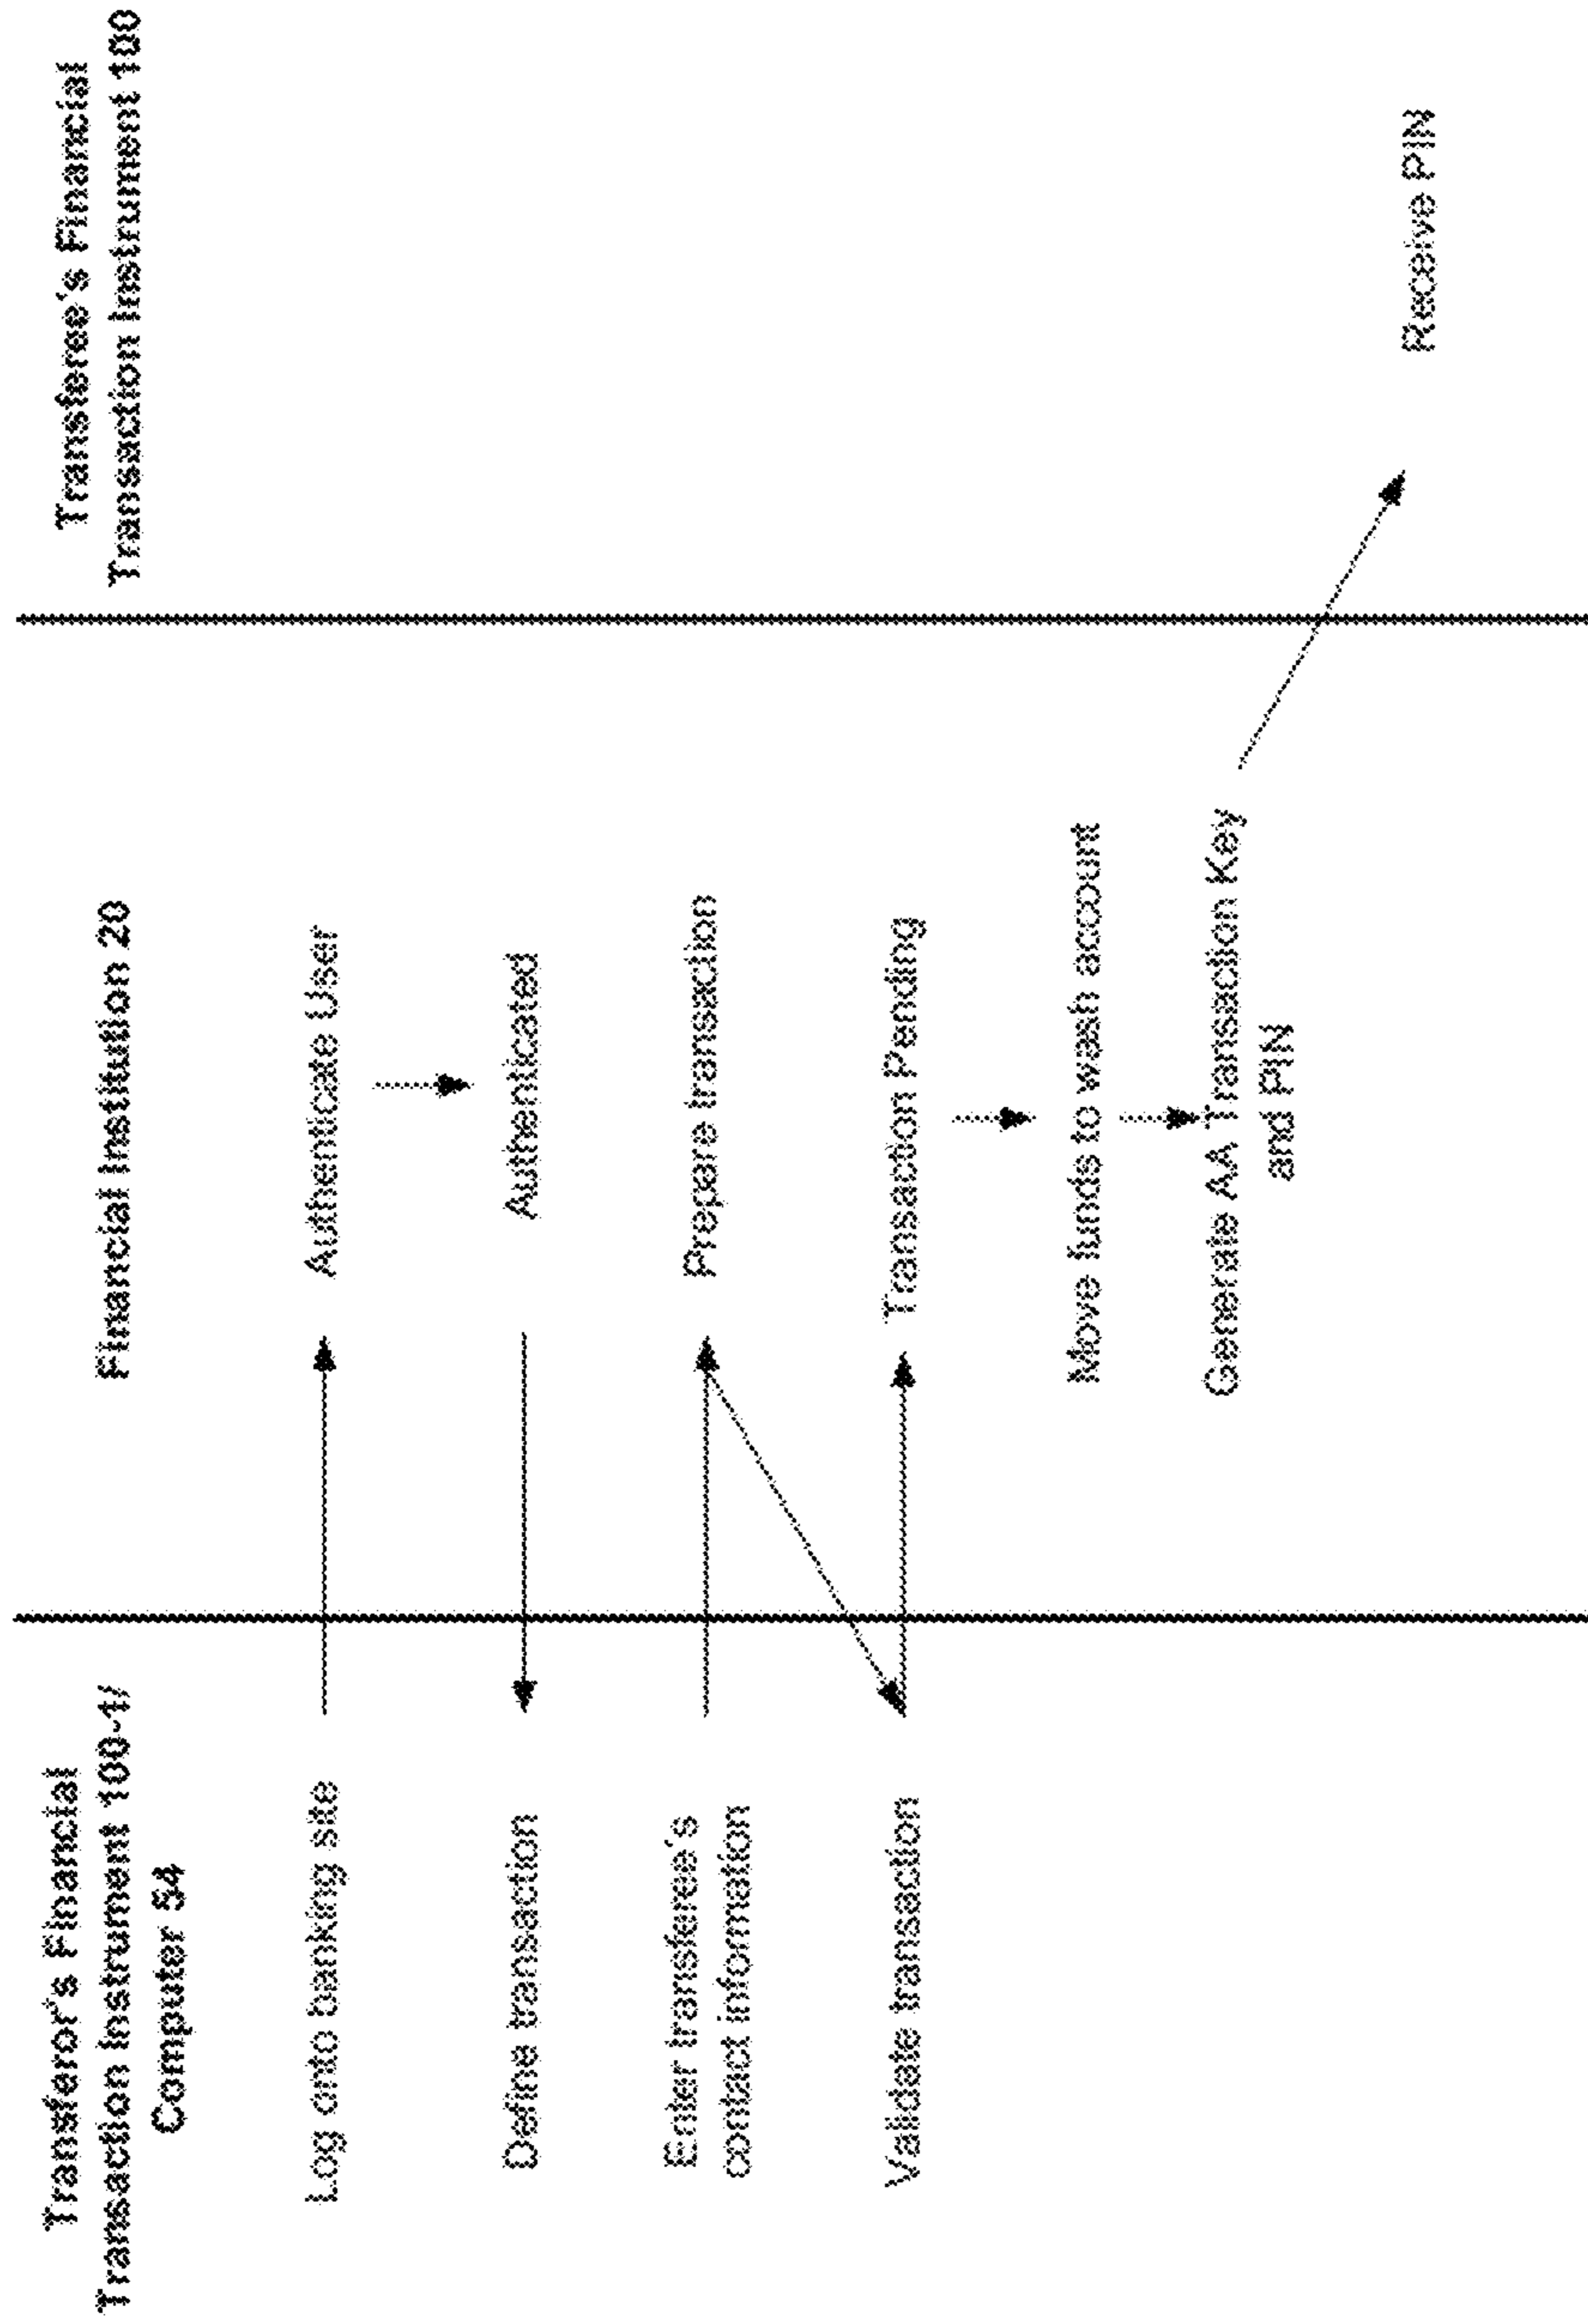 Transferor's Financial
Transaction Instrument 100-1/
Computer 54
Financial Institution 20
Transferee's Financial
Transaction Instrument 100
Log onto banking site
Authenticate User
Define transaction
Authenticated
Enter transferee's
contact information
Prepare transaction
Validate transaction
Transaction Pending
Move funds to wash account
Generate AA Transaction Key
and PIN
Receive PIN